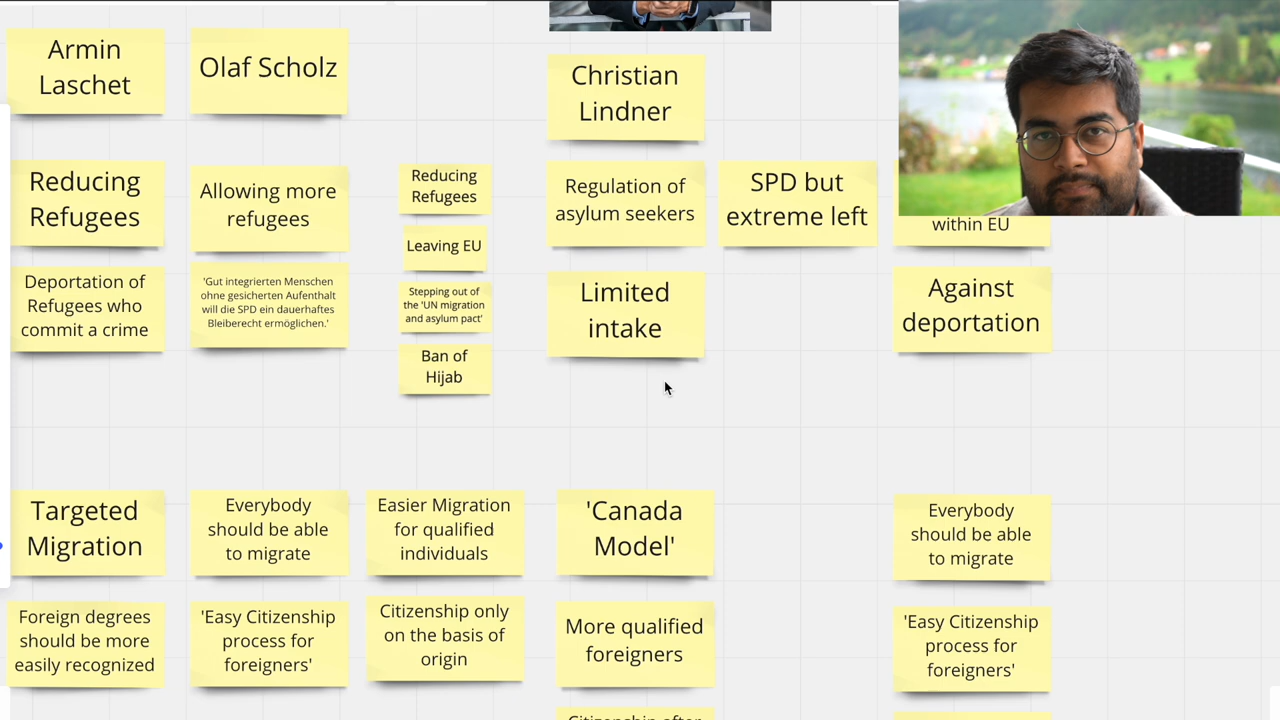 Armin
Laschet
Olaf Scholz
Christian
Lindner
Reducing
Refugees
Allowing more
refugees
Reducing
Refugees
Leaving EU
Regulation of
asylum seekers
SPD but
extreme left
within EU
Deportation of
Refugees who
commit a crime
'Gut integrierten Menschen
ohne gesicherten Aufenthalt
will die SPD ein dauerhaftes
Bleiberecht ermöglichen.'
Stepping out of
the 'UN migration
and asylum pact'
Ban of
Hijab
Limited
intake
Against
deportation
Targeted
Migration
Everybody
should be able
to migrate
Easier Migration
for qualified
individuals
'Canada
Model'
Everybody
should be able
to migrate
Foreign degrees
should be more
easily recognized
'Easy Citizenship
process for
foreigners'
Citizenship only
on the basis of
origin
More qualified
foreigners
'Easy Citizenship
process for
foreigners'
Citizenship after